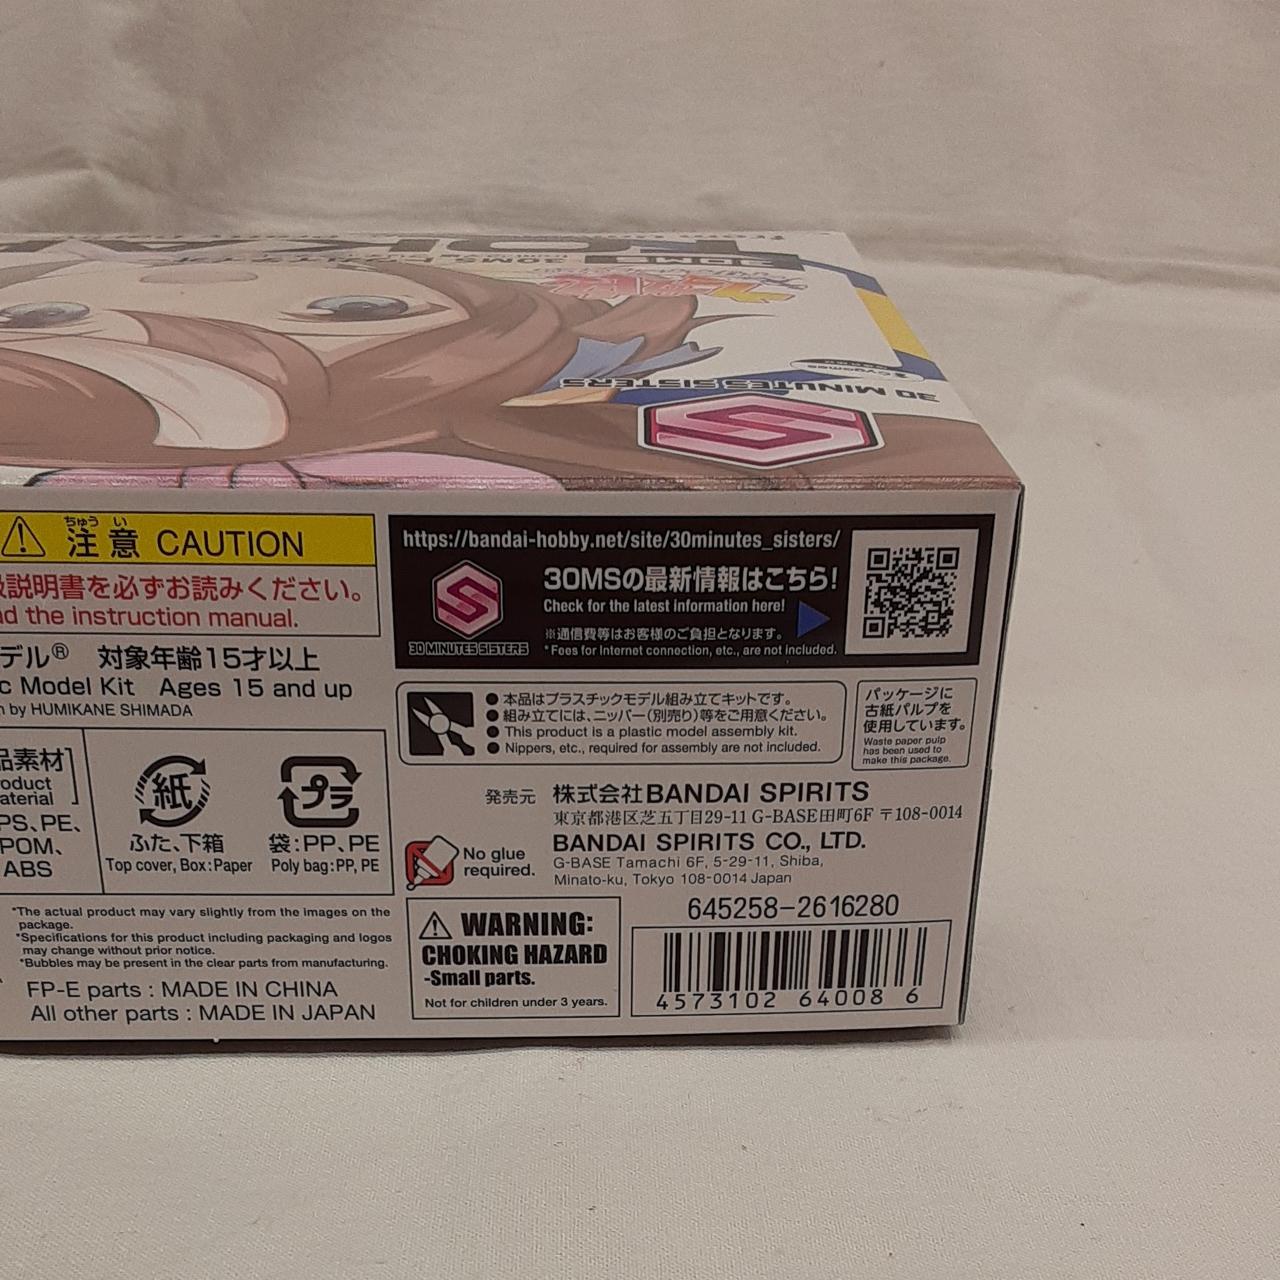 30MS
30 MINUTES SISTERS
30 MINUTES SISTERS
Cygames
注意 CAUTION
説明書を必ずお読みください。
the instruction manual.
デル® 対象年齢15才以上
Model Kit Ages 15 and up
by HUMIKANE SHIMADA
品素材
PS、PE、
POM、
ABS
紙
ふた、下箱
Top cover, Box:Paper
プラ
袋:PP、PE
Poly bag:PP, PE
*The actual product may vary slightly from the images on the
package.
*Specifications for this product including packaging and logos
may change without prior notice.
*Bubbles may be present in the clear parts from manufacturing.
FP-E parts : MADE IN CHINA
All other parts : MADE IN JAPAN
https://bandai-hobby.net/site/30minutes_sisters/
30MSの最新情報はこちら!
Check for the latest information here!
※通信費等はお客様のご負担となります。
*Fees for Internet connection, etc., are not included.
30 MINUTES SISTERS
●本品はプラスチックモデル組み立てキットです。
●組み立てには、ニッパー(別売り)等をご用意ください。
●This product is a plastic model assembly kit.
●Nippers, etc., required for assembly are not included.
パッケージに
古紙パルプを
使用しています。
Waste paper pulp
has been used to
make this package.
発売元 株式会社BANDAI SPIRITS
東京都港区芝五丁目29-11 G-BASE田町6F 〒108-0014
BANDAI SPIRITS CO., LTD.
G-BASE Tamachi 6F, 5-29-11, Shiba,
Minato-ku, Tokyo 108-0014 Japan
No glue
required.
WARNING:
CHOKING HAZARD
-Small parts.
Not for children under 3 years.
645258-2616280
4573102 64008 6